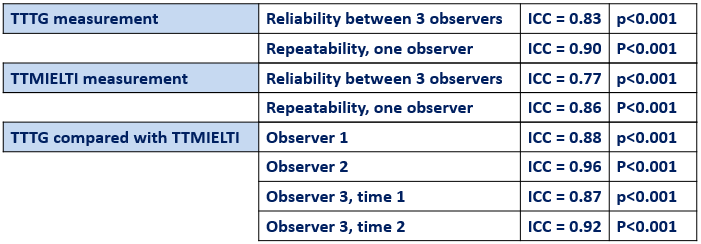 TTTG measurement Reliability between 3 observers ICC = 0.83 p<0.001
Repeatability, one observer ICC = 0.90 P<0.001
TTMIELTI measurement Reliability between 3 observers ICC = 0.77 p<0.001
Repeatability, one observer ICC = 0.86 P<0.001
TTTG compared with TTMIELTI Observer 1 ICC = 0.88 p<0.001
Observer 2 ICC = 0.96 P<0.001
Observer 3, time 1 ICC = 0.87 p<0.001
Observer 3, time 2 ICC = 0.92 P<0.001